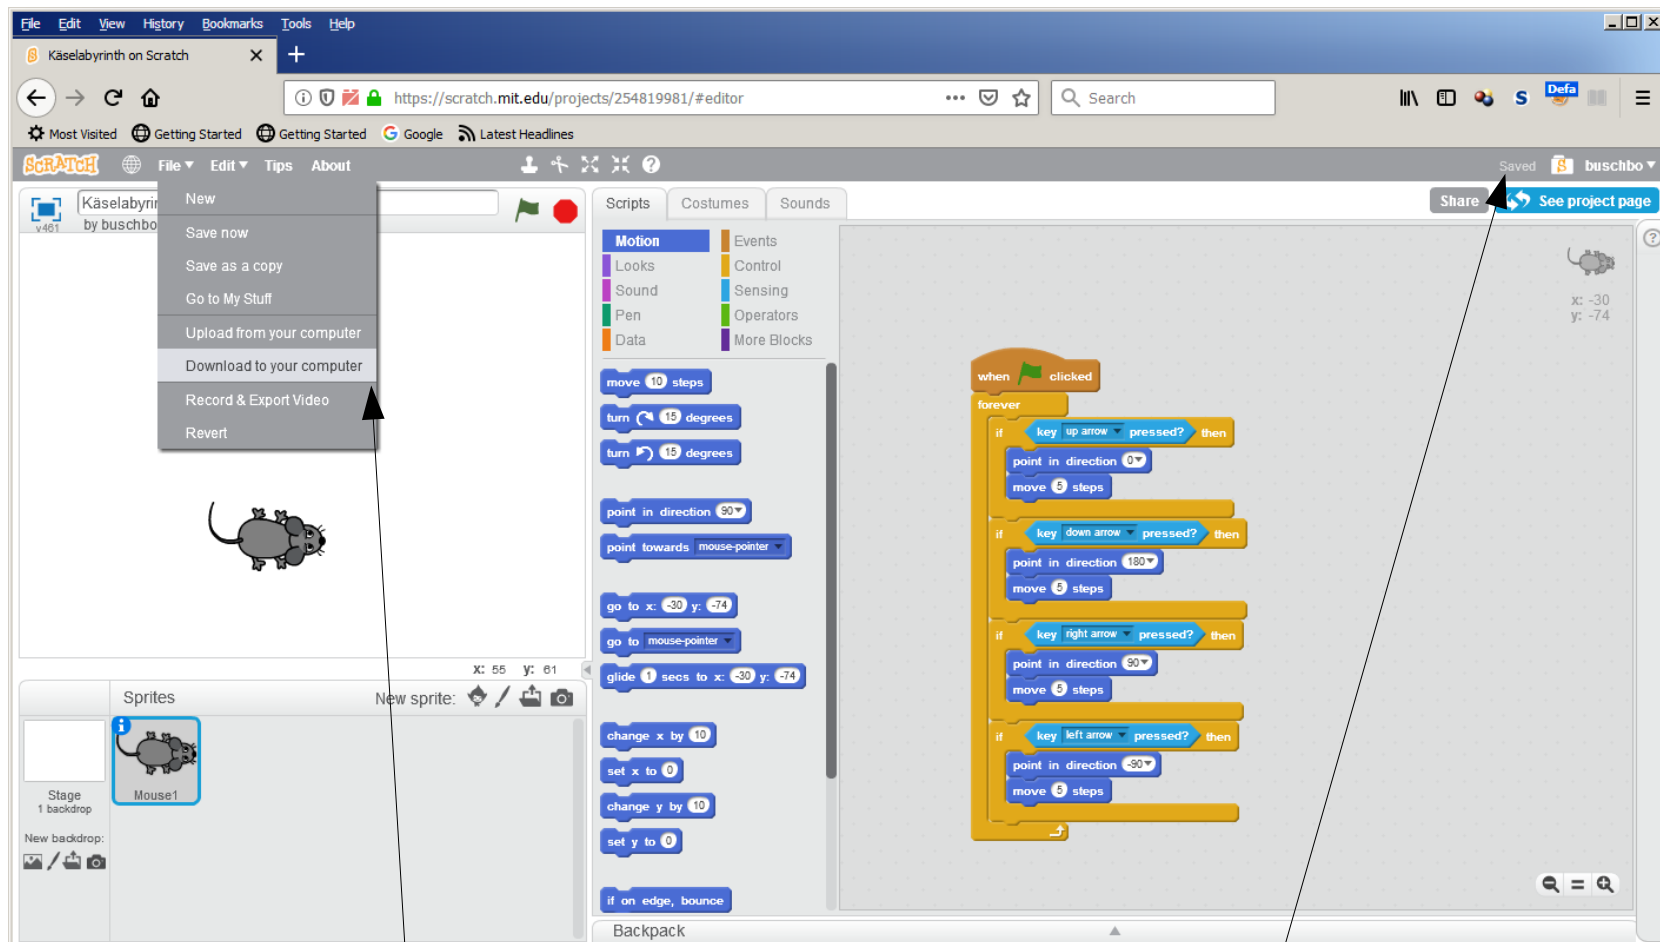 File Edit View History Bookmarks Tools Help
Käselabyrinth on Scratch
https://scratch.mit.edu/projects/254819981/#editor
Search
Defa
Most Visited Getting Started Getting Started Google Latest Headlines
SCRATCH File Edit Tips About
Saved buschbo
New
Save now
Save as a copy
Go to My Stuff
Upload from your computer
Download to your computer
Record & Export Video
Revert
v461
by buschbo
Scripts Costumes Sounds
Share See project page
Motion Events
Looks Control
Sound Sensing
Pen Operators
Data More Blocks
move 10 steps
turn 15 degrees
turn 15 degrees
point in direction 90
point towards mouse-pointer
go to x: -30 y: -74
go to mouse-pointer
glide 1 secs to x: -30 y: -74
change x by 10
set x to 0
change y by 10
set y to 0
if on edge, bounce
x: -30
y: -74
when clicked
forever
if key up arrow pressed? then
point in direction 0
move 5 steps
if key down arrow pressed? then
point in direction 180
move 5 steps
if key right arrow pressed? then
point in direction 90
move 5 steps
if key left arrow pressed? then
point in direction -90
move 5 steps
X: 55 y: 61
Sprites New sprite:
Stage
1 backdrop
Mouse1
New backdrop:
Backpack